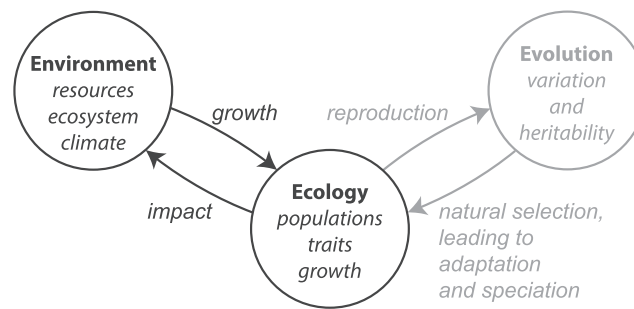 Environment
resources
ecosystem
climate
growth
impact
Ecology
populations
traits
growth
reproduction
Evolution
variation
and
heritability
natural selection,
leading to
adaptation
and speciation